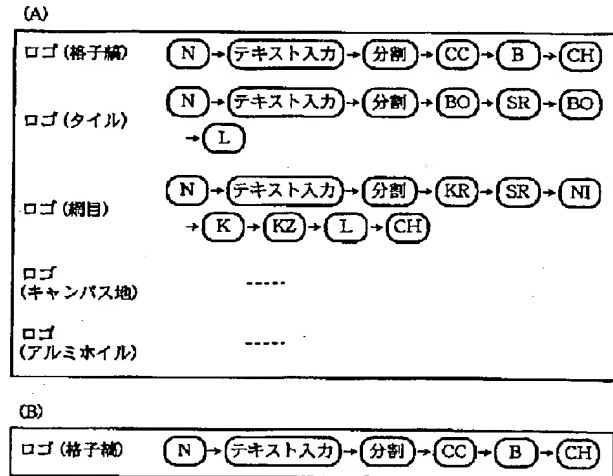 (A)
ロゴ(格子縞) N→テキスト入力→分割→CC→B→CH
ロゴ(タイル) N→テキスト入力→分割→BO→SR→BO
→L
ロゴ(網目) N→テキスト入力→分割→KR→SR→NI
→K→KZ→L→CH
ロゴ
(キャンパス地) -----
ロゴ
(アルミホイル) -----
(B)
ロゴ(格子縞) N→テキスト入力→分割→CC→B→CH